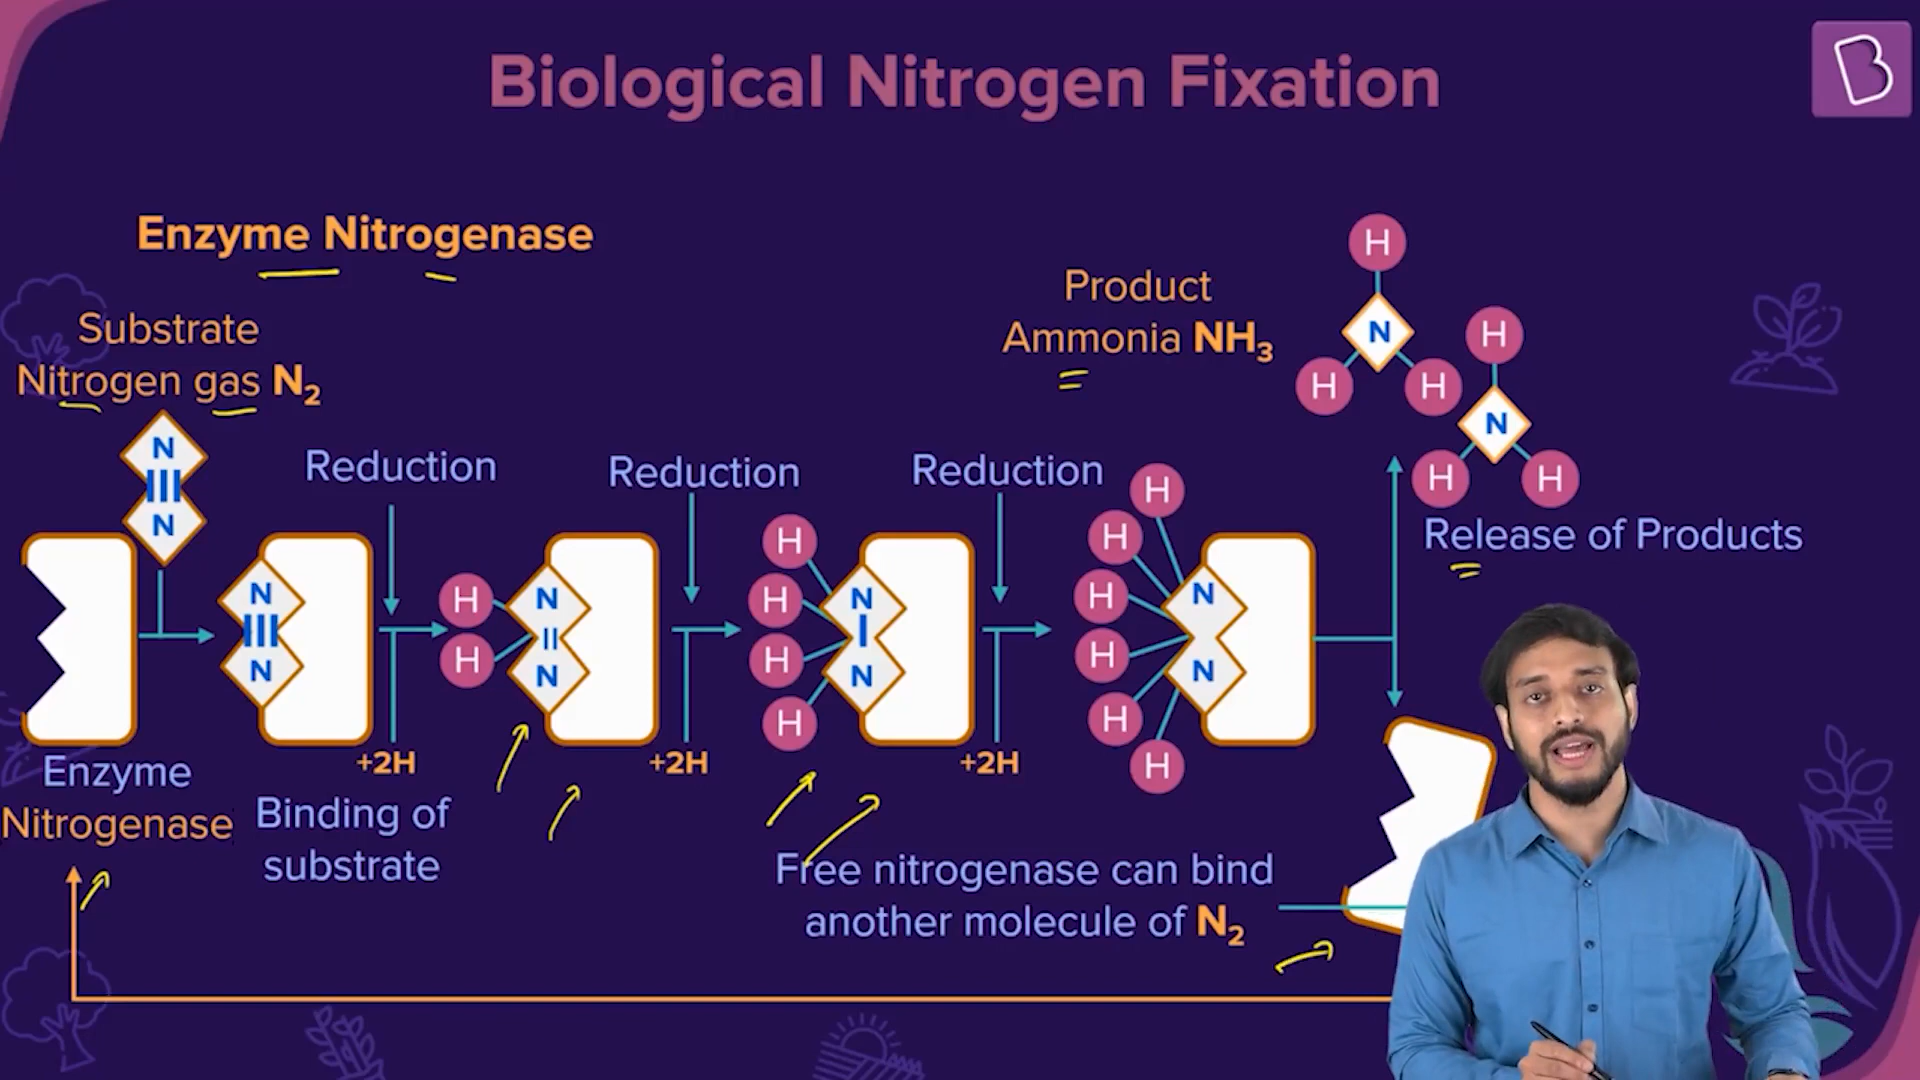 Biological Nitrogen Fixation
B
Enzyme Nitrogenase
Substrate
Nitrogen gas N₂
Product
Ammonia NH₃
H
N
H
H
H
N
H
H
Release of Products
N
N
Reduction
Reduction
Reduction
N
N
H
H
N
N
H
H
H
H
N
N
H
H
H
H
H
H
N
N
+2H
+2H
+2H
Enzyme
Nitrogenase
Binding of
substrate
Free nitrogenase can bind
another molecule of N₂